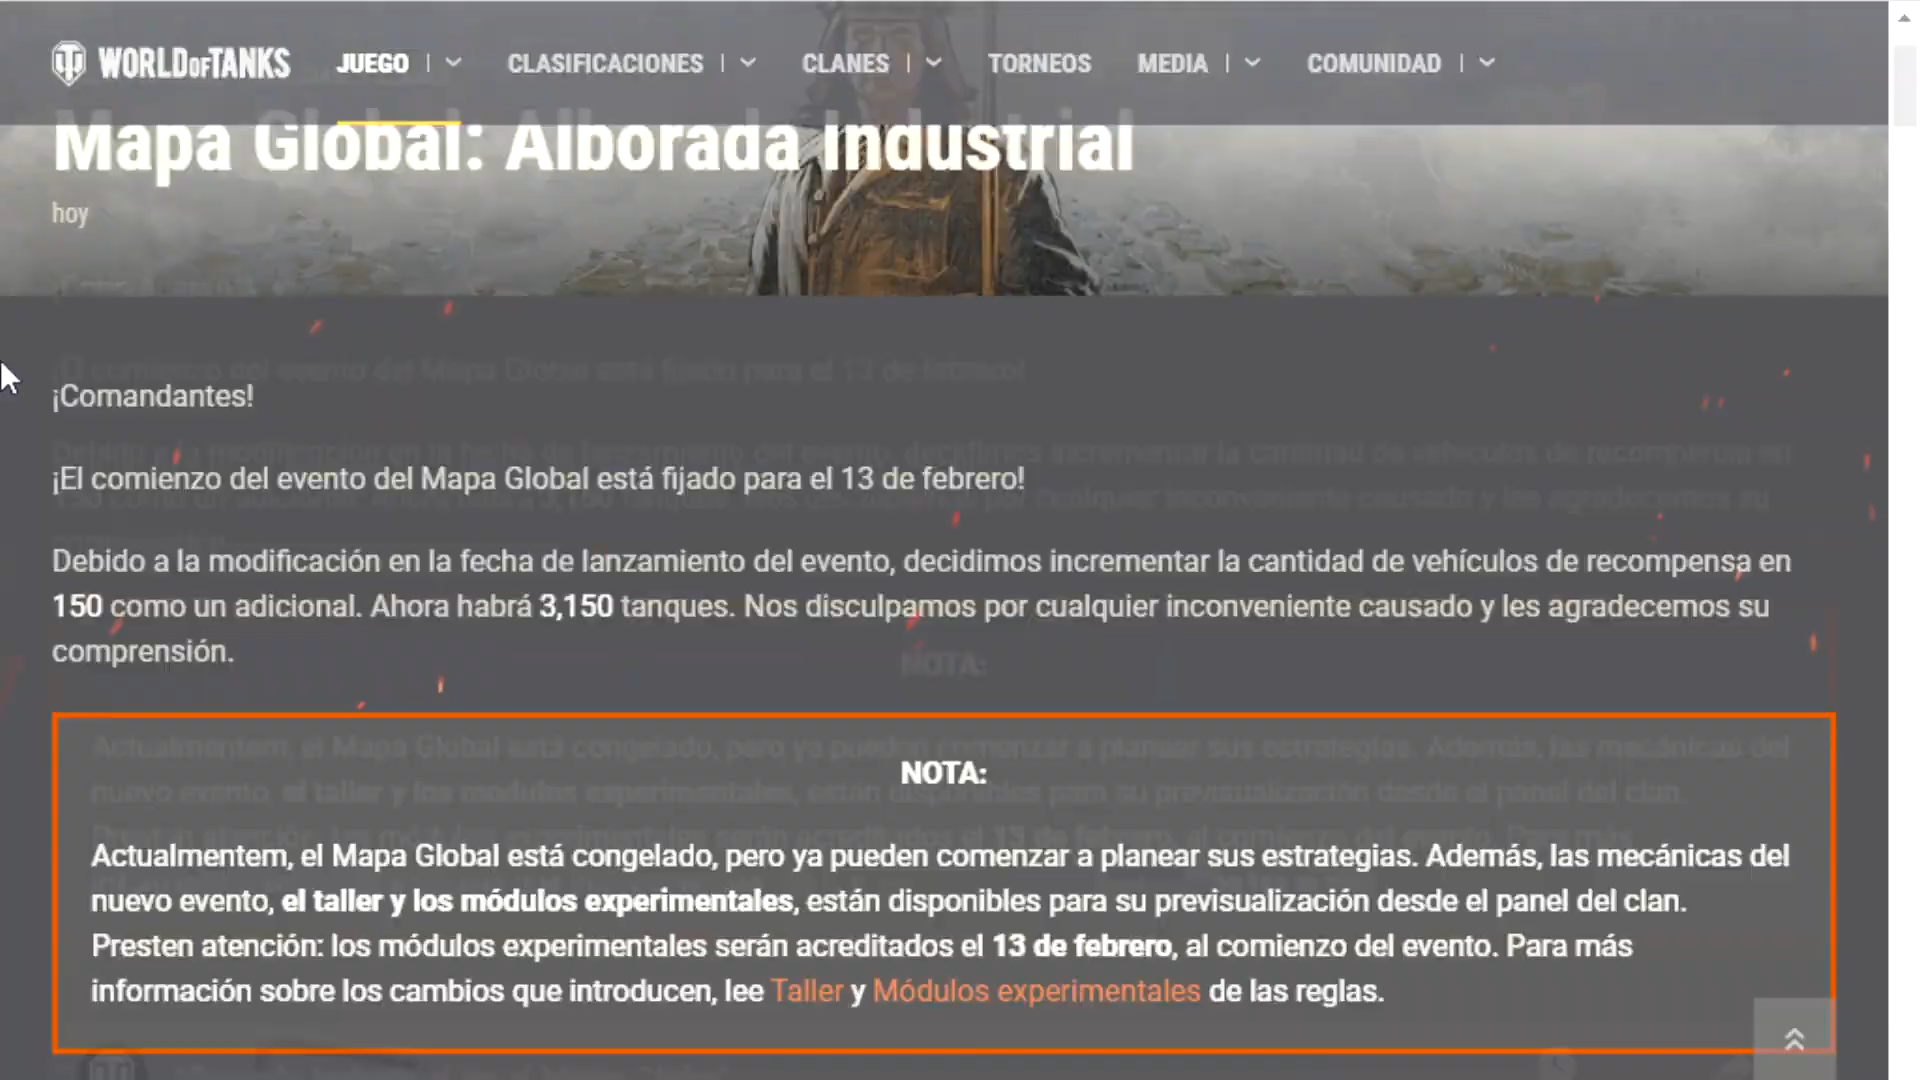 WORLD OF TANKS JUEGO CLASIFICACIONES CLANES TORNEOS MEDIA COMUNIDAD
Mapa Global: Alborada Industrial
hoy
¡Comandantes!
¡El comienzo del evento del Mapa Global está fijado para el 13 de febrero!
Debido a la modificación en la fecha de lanzamiento del evento, decidimos incrementar la cantidad de vehículos de recompensa en
150 como un adicional. Ahora habrá 3,150 tanques. Nos disculpamos por cualquier inconveniente causado y les agradecemos su
comprensión.
NOTA:
Actualmentem, el Mapa Global está congelado, pero ya pueden comenzar a planear sus estrategias. Además, las mecánicas del
nuevo evento, el taller y los módulos experimentales, están disponibles para su previsualización desde el panel del clan.
Presten atención: los módulos experimentales serán acreditados el 13 de febrero, al comienzo del evento. Para más
información sobre los cambios que introducen, lee Taller y Módulos experimentales de las reglas.